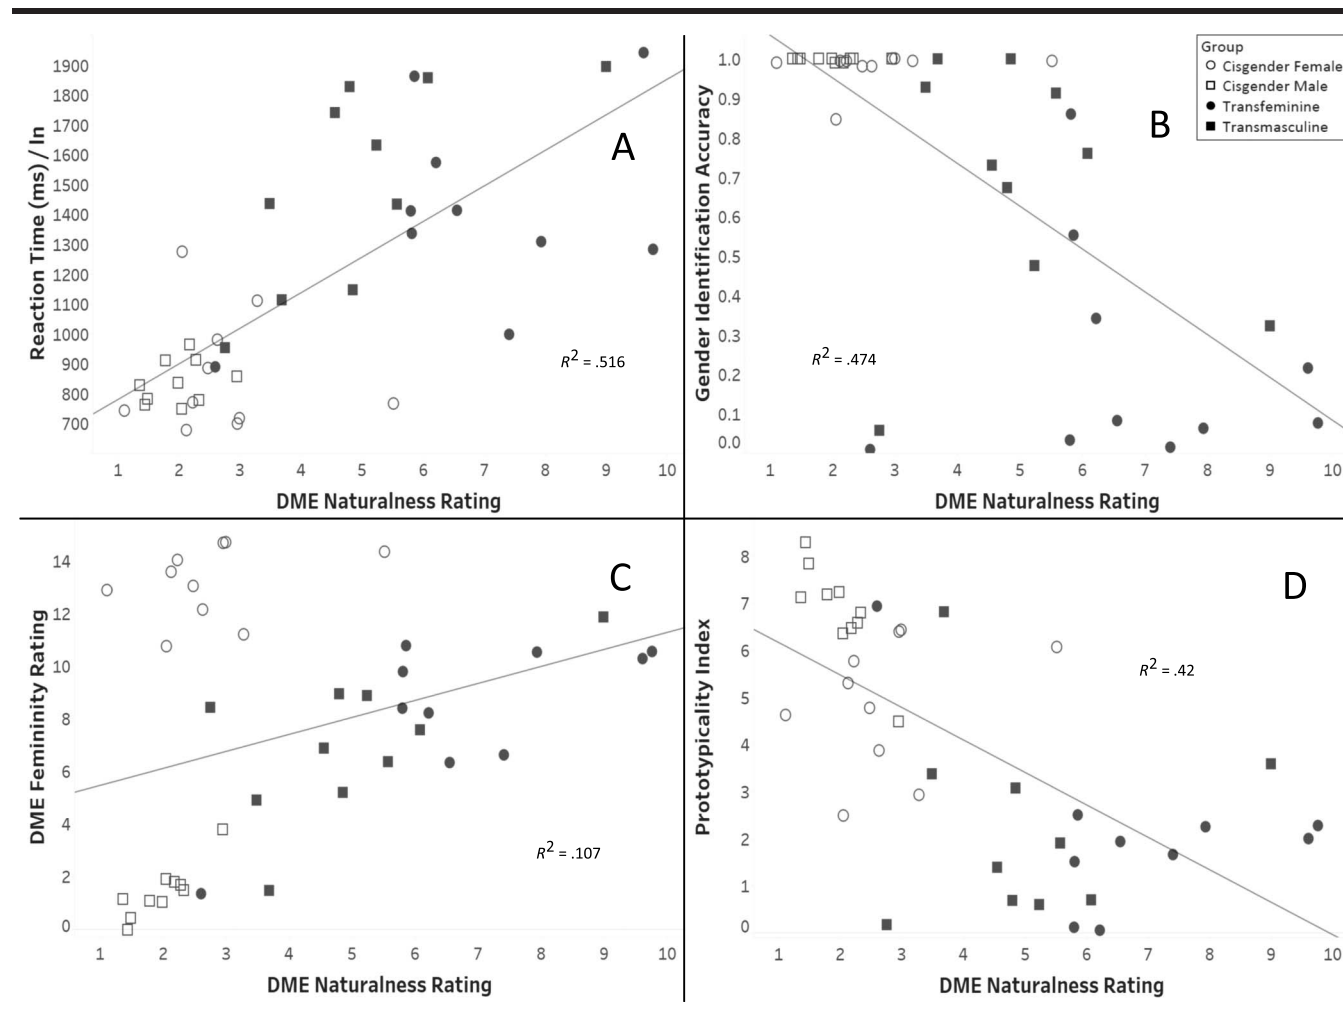 A
Reaction Time (ms) / ln
1900
1800
1700
1600
1500
1400
1300
1200
1100
1000
900
800
700
R2 = .516
1 2 3 4 5 6 7 8 9 10
DME Naturalness Rating
B
Group
Cisgender Female
Cisgender Male
Transfeminine
Transmasculine
Gender Identification Accuracy
1.0
0.9
0.8
0.7
0.6
0.5
0.4
0.3
0.2
0.1
0.0
R2 = .474
1 2 3 4 5 6 7 8 9 10
DME Naturalness Rating
C
DME Femininity Rating
14
12
10
8
6
4
2
0
R2 = .107
1 2 3 4 5 6 7 8 9 10
DME Naturalness Rating
D
Prototypicality Index
8
7
6
5
4
3
2
1
0
R2 = .42
1 2 3 4 5 6 7 8 9 10
DME Naturalness Rating